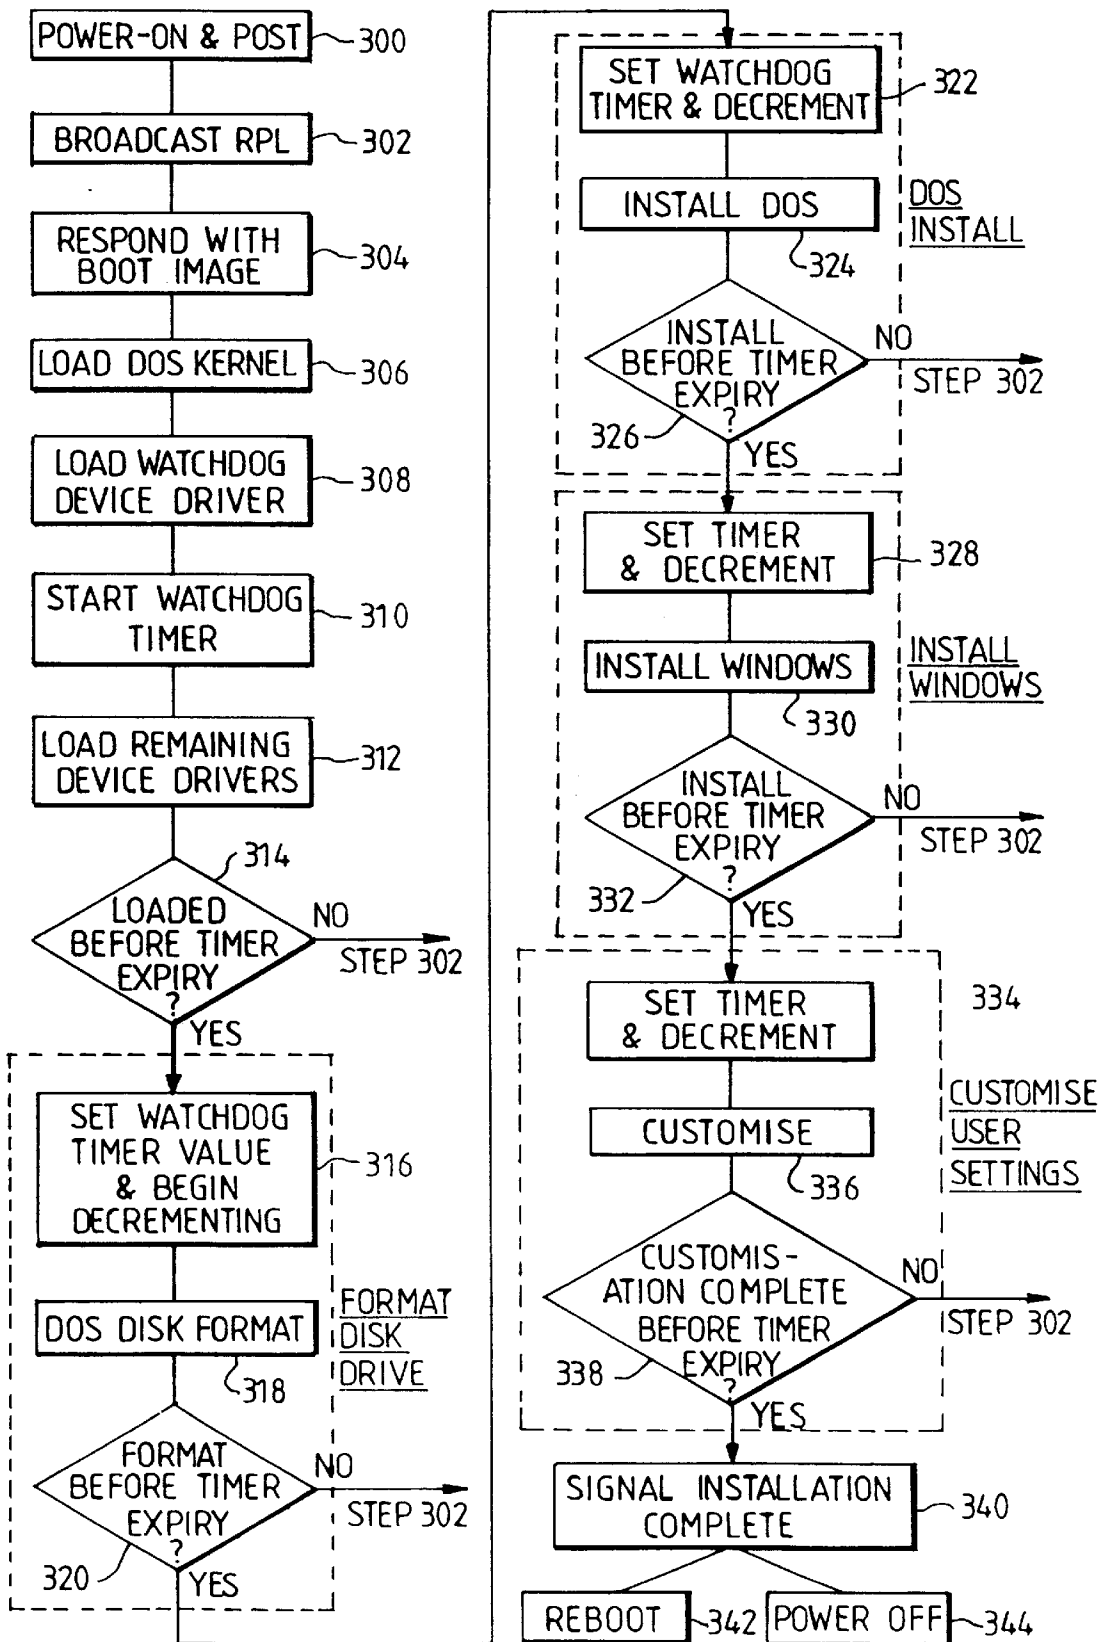 POWER-ON & POST
300
BROADCAST RPL
302
RESPOND WITH
BOOT IMAGE
304
LOAD DOS KERNEL
306
LOAD WATCHDOG
DEVICE DRIVER
308
START WATCHDOG
TIMER
310
LOAD REMAINING
DEVICE DRIVERS
312
314
LOADED
BEFORE TIMER
EXPIRY
?
NO
STEP 302
YES
SET WATCHDOG
TIMER VALUE
& BEGIN
DECREMENTING
316
DOS DISK FORMAT
318
FORMAT
DISK
DRIVE
FORMAT
BEFORE TIMER
EXPIRY
?
NO
STEP 302
320
YES
SET WATCHDOG
TIMER & DECREMENT
322
INSTALL DOS
324
DOS
INSTALL
INSTALL
BEFORE TIMER
EXPIRY
?
NO
STEP 302
326
YES
SET TIMER
& DECREMENT
328
INSTALL WINDOWS
330
INSTALL
WINDOWS
INSTALL
BEFORE TIMER
EXPIRY
?
NO
STEP 302
332
YES
SET TIMER
& DECREMENT
334
CUSTOMISE
336
CUSTOMISE
USER
SETTINGS
CUSTOMIS-
ATION COMPLETE
BEFORE TIMER
EXPIRY
?
NO
STEP 302
338
YES
SIGNAL INSTALLATION
COMPLETE
340
REBOOT
342
POWER OFF
344